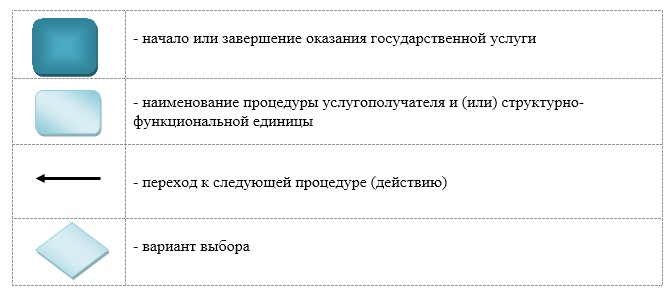 - начало или завершение оказания государственной услуги
- наименование процедуры услугополучателя и (или) структурно-
функциональной единицы
- переход к следующей процедуре (действию)
- вариант выбора